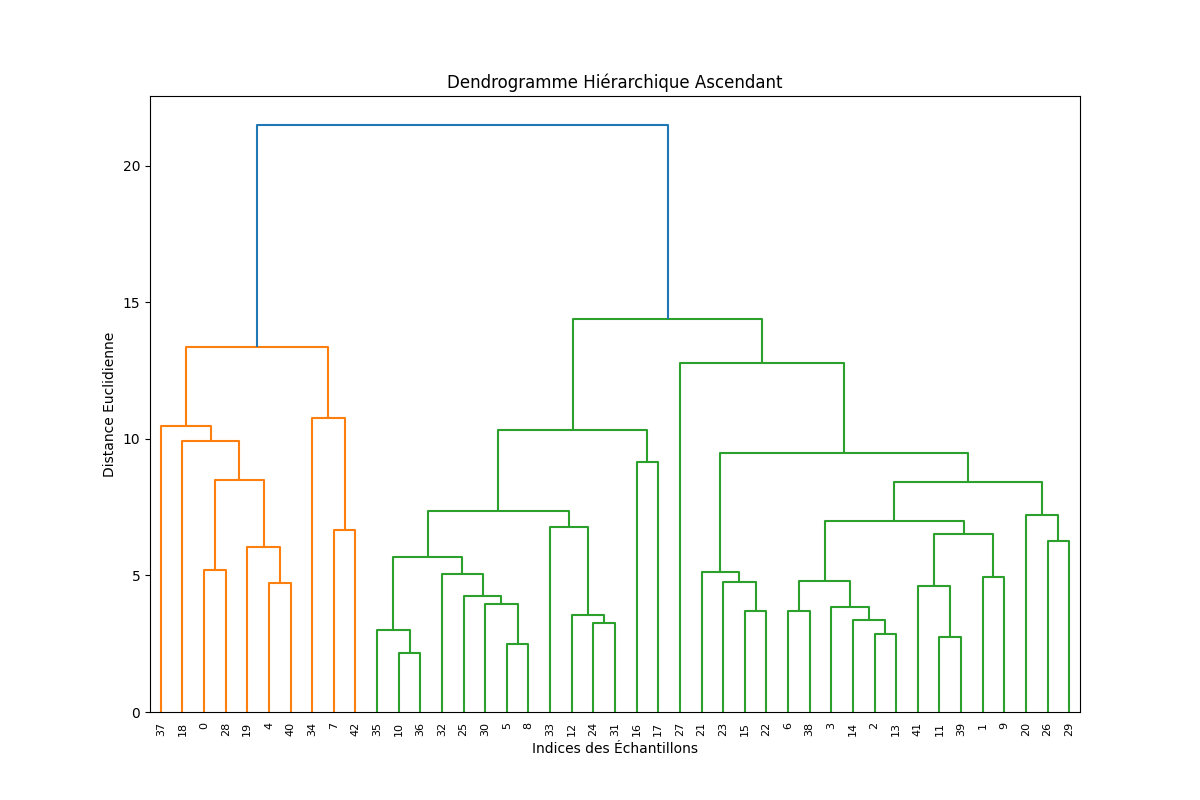 Dendrogramme Hiérarchique Ascendant
20
15
10
5
0
Distance Euclidienne
37 18 0 28 19 4 40 34 7 42 35 10 36 32 25 30 5 8 33 12 24 31 16 17 27 21 23 15 22 6 38 3 14 2 13 41 11 39 1 9 20 26 29
Indices des Échantillons